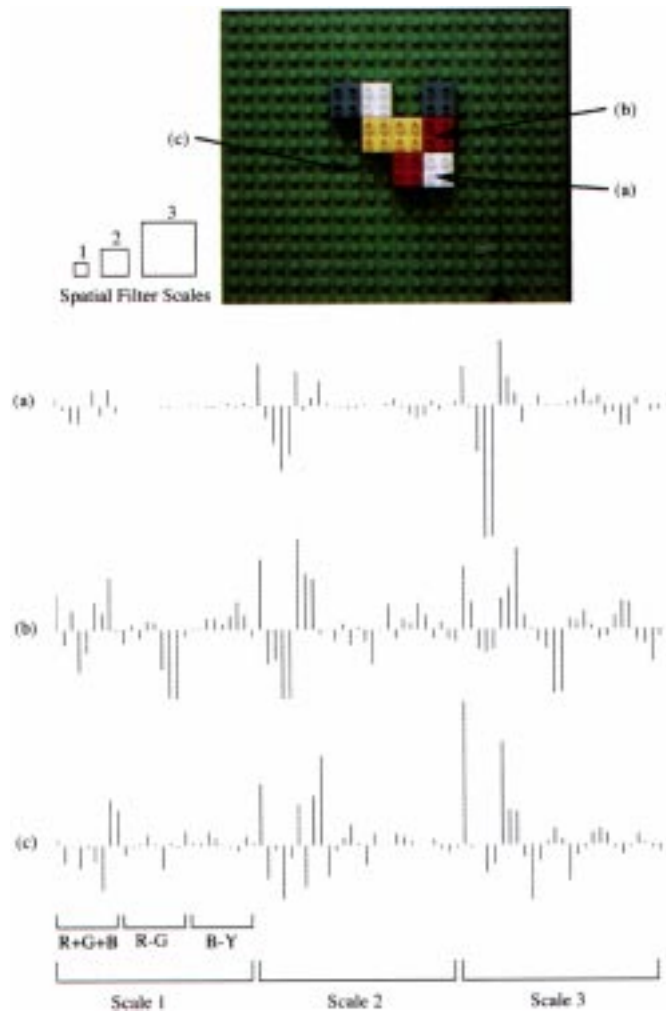 (b)
(c)
(a)
3
2
1
Spatial Filter Scales
(a)
(b)
(c)
R+G+B R-G B-Y
Scale 1 Scale 2 Scale 3